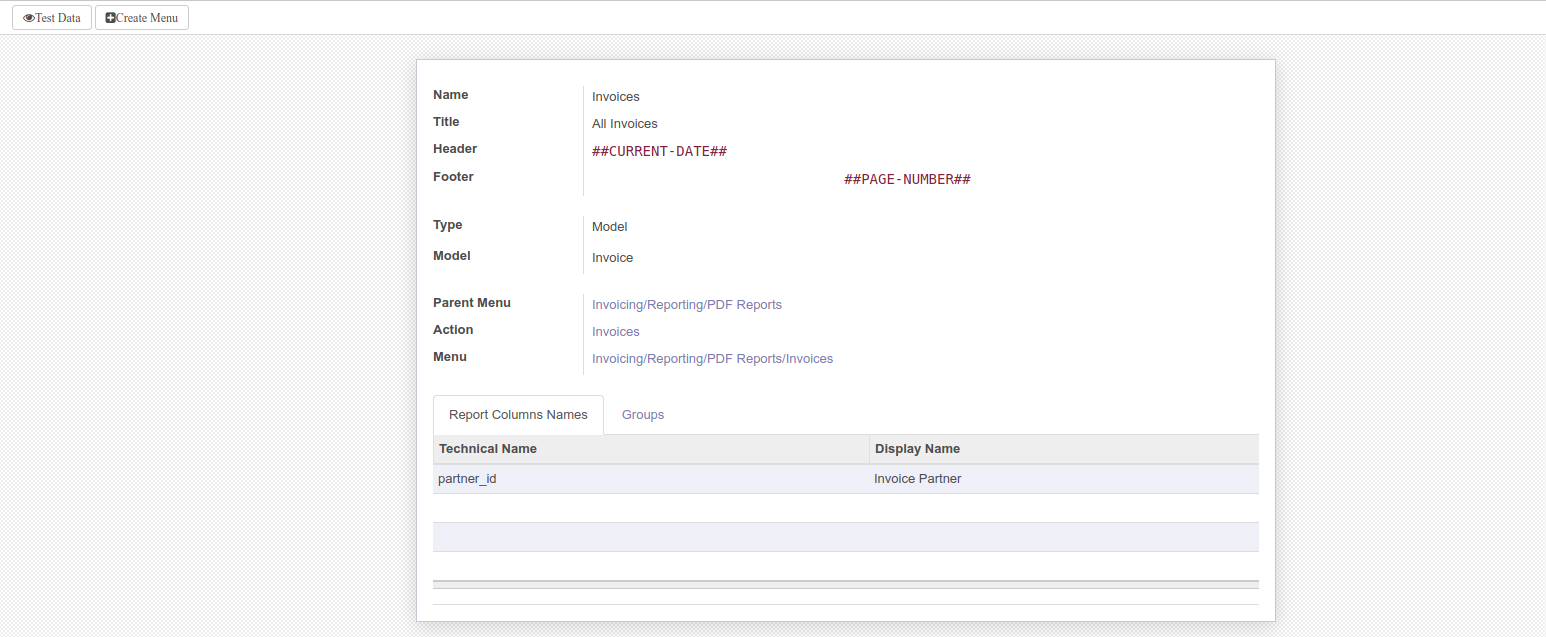 Test Data Create Menu
Name Invoices
Title All Invoices
Header ##CURRENT-DATE##
Footer ##PAGE-NUMBER##
Type Model
Model Invoice
Parent Menu Invoicing/Reporting/PDF Reports
Action Invoices
Menu Invoicing/Reporting/PDF Reports/Invoices
Report Columns Names Groups
Technical Name Display Name
partner_id Invoice Partner